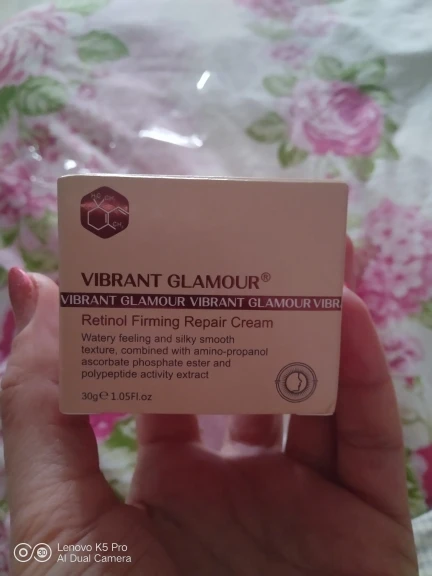 VIBRANT GLAMOUR®
VIBRANT GLAMOUR VIBRANT GLAMOUR VIBR
Retinol Firming Repair Cream
Watery feeling and silky smooth
texture, combined with amino-propanol
ascorbate phosphate ester and
polypeptide activity extract
30g℮ 1.05Fl.oz
Lenovo K5 Pro
AI Dual Camera